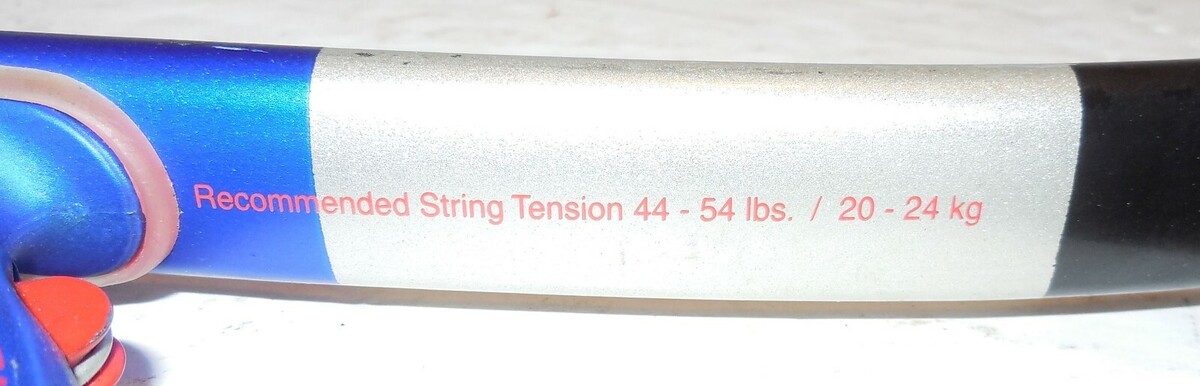 Recommended String Tension 44 - 54 lbs. / 20 - 24 kg